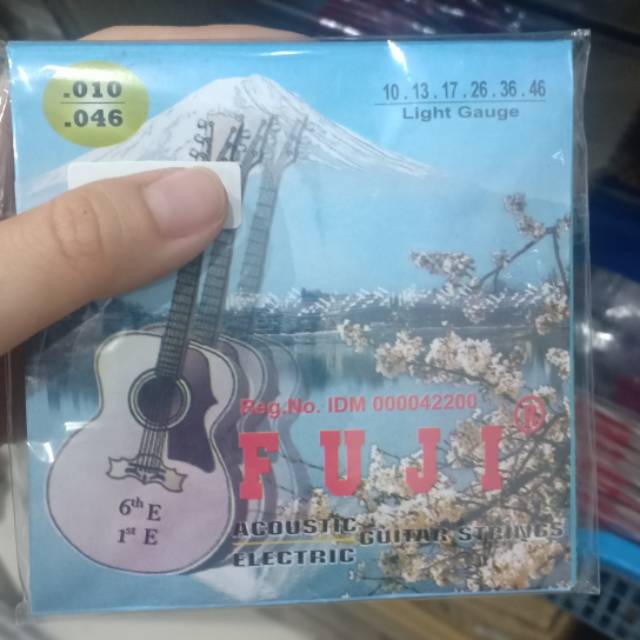 .010
.046
10.13.17.26.36.46
Light Gauge
Reg.No. IDM 000042200
FUJI ®
ACOUSTIC
ELECTRIC GUITAR STRINGS
6th E
1st E